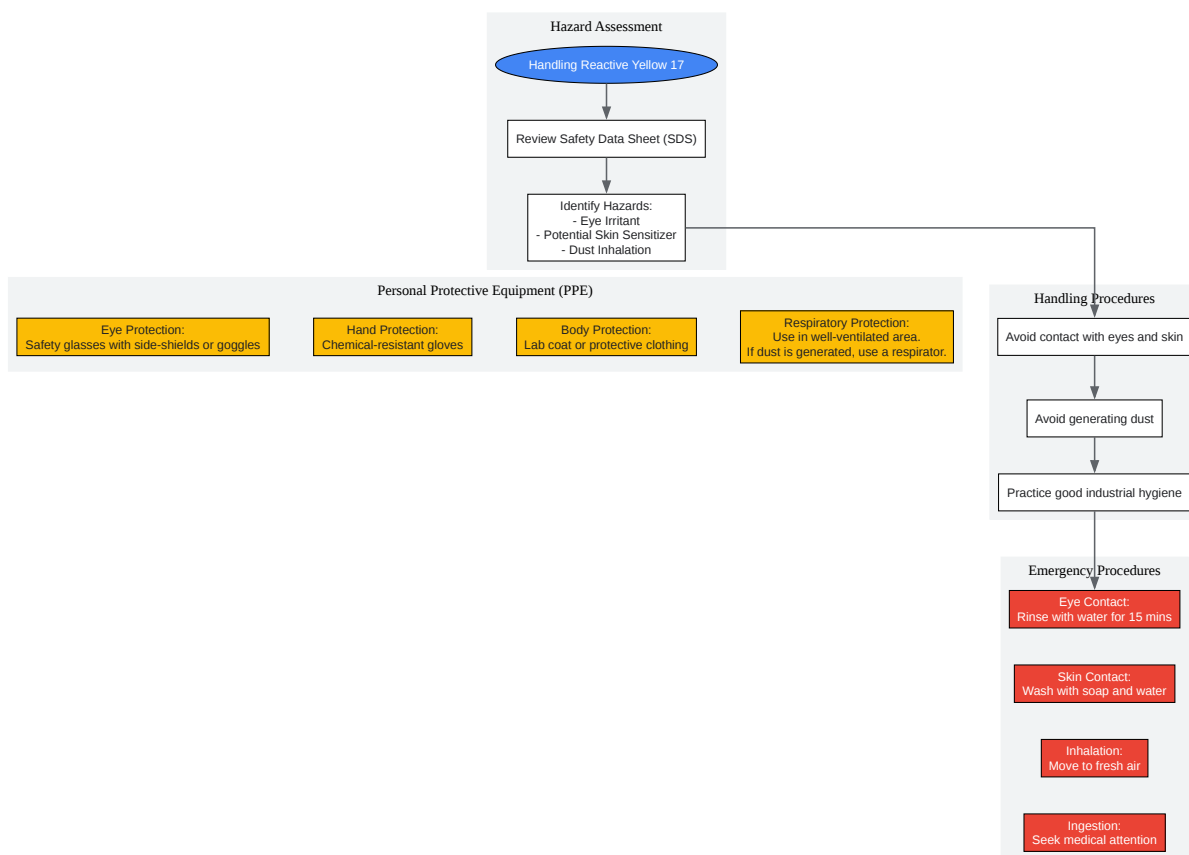 Hazard Assessment
Handling Reactive Yellow 17
Review Safety Data Sheet (SDS)
Identify Hazards:
- Eye Irritant
- Potential Skin Sensitizer
- Dust Inhalation
Personal Protective Equipment (PPE)
Eye Protection:
Safety glasses with side-shields or goggles
Hand Protection:
Chemical-resistant gloves
Body Protection:
Lab coat or protective clothing
Respiratory Protection:
Use in well-ventilated area.
If dust is generated, use a respirator.
Handling Procedures
Avoid contact with eyes and skin
Avoid generating dust
Practice good industrial hygiene
Emergency Procedures
Eye Contact:
Rinse with water for 15 mins
Skin Contact:
Wash with soap and water
Inhalation:
Move to fresh air
Ingestion:
Seek medical attention